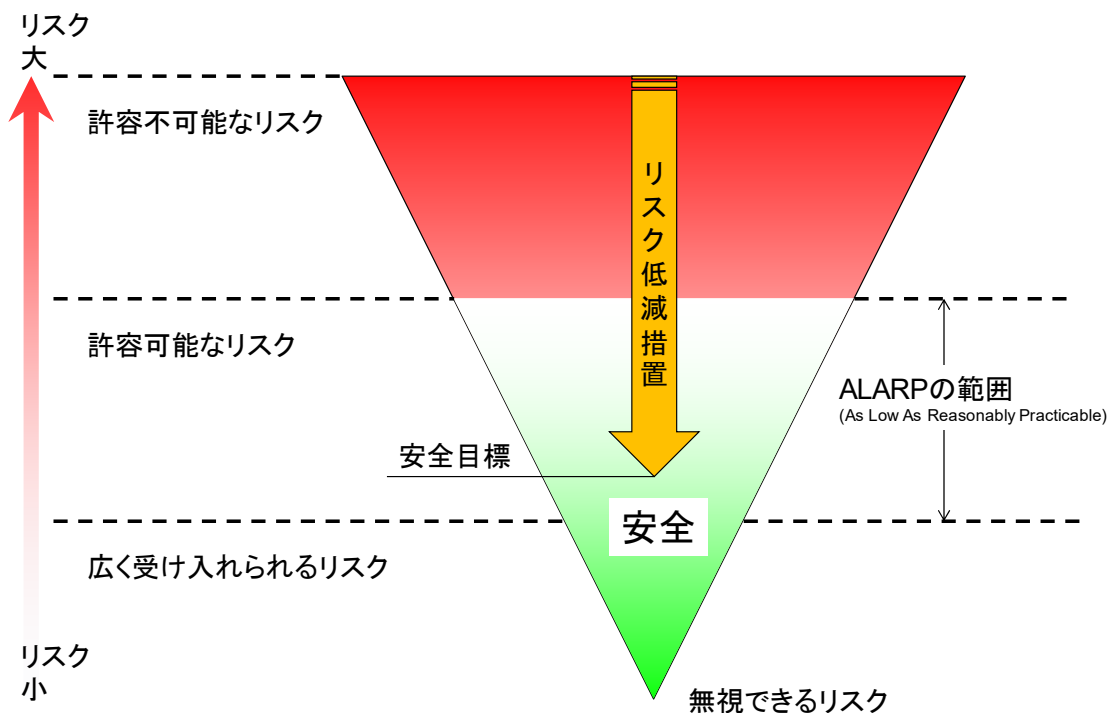 リスク
大
許容不可能なリスク
リスク低減措置
許容可能なリスク
ALARPの範囲
(As Low As Reasonably Practicable)
安全目標
安全
広く受け入れられるリスク
リスク
小
無視できるリスク